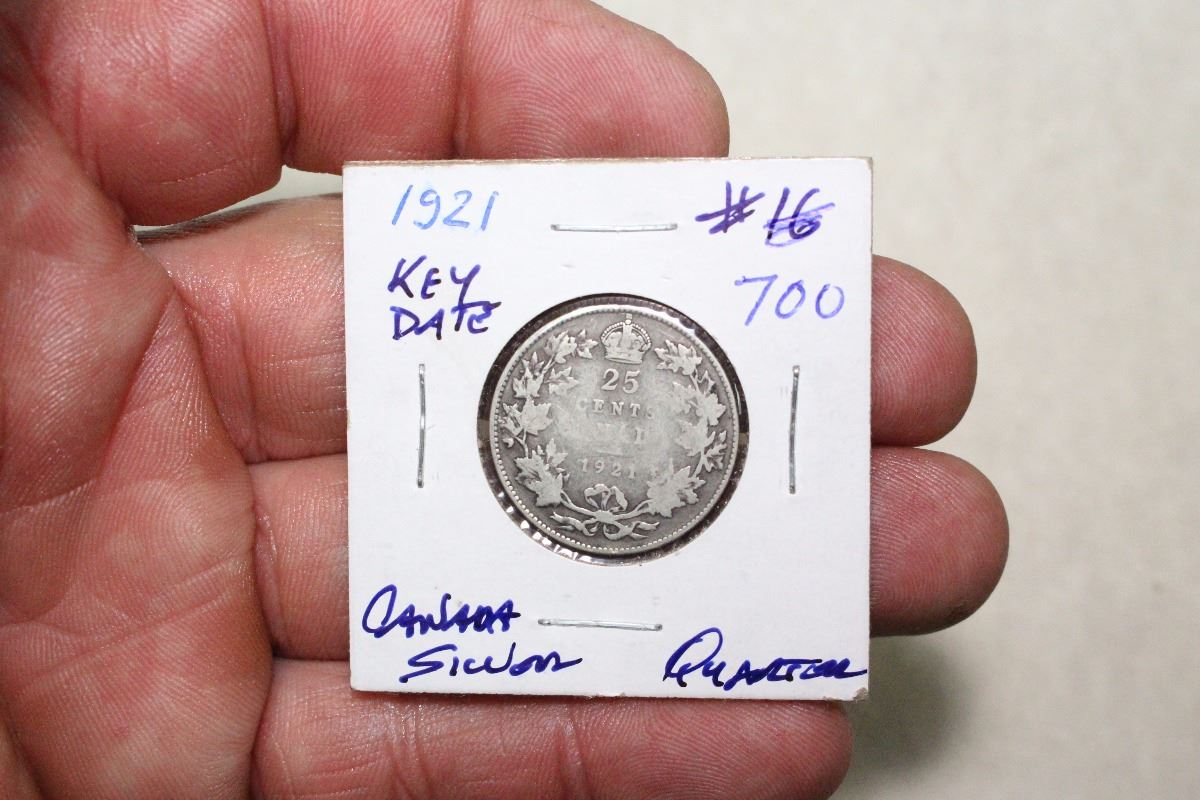 1921
#16
KEY
DATE
700
25
CENTS
1921
CANADA
SILVER
QUARTER